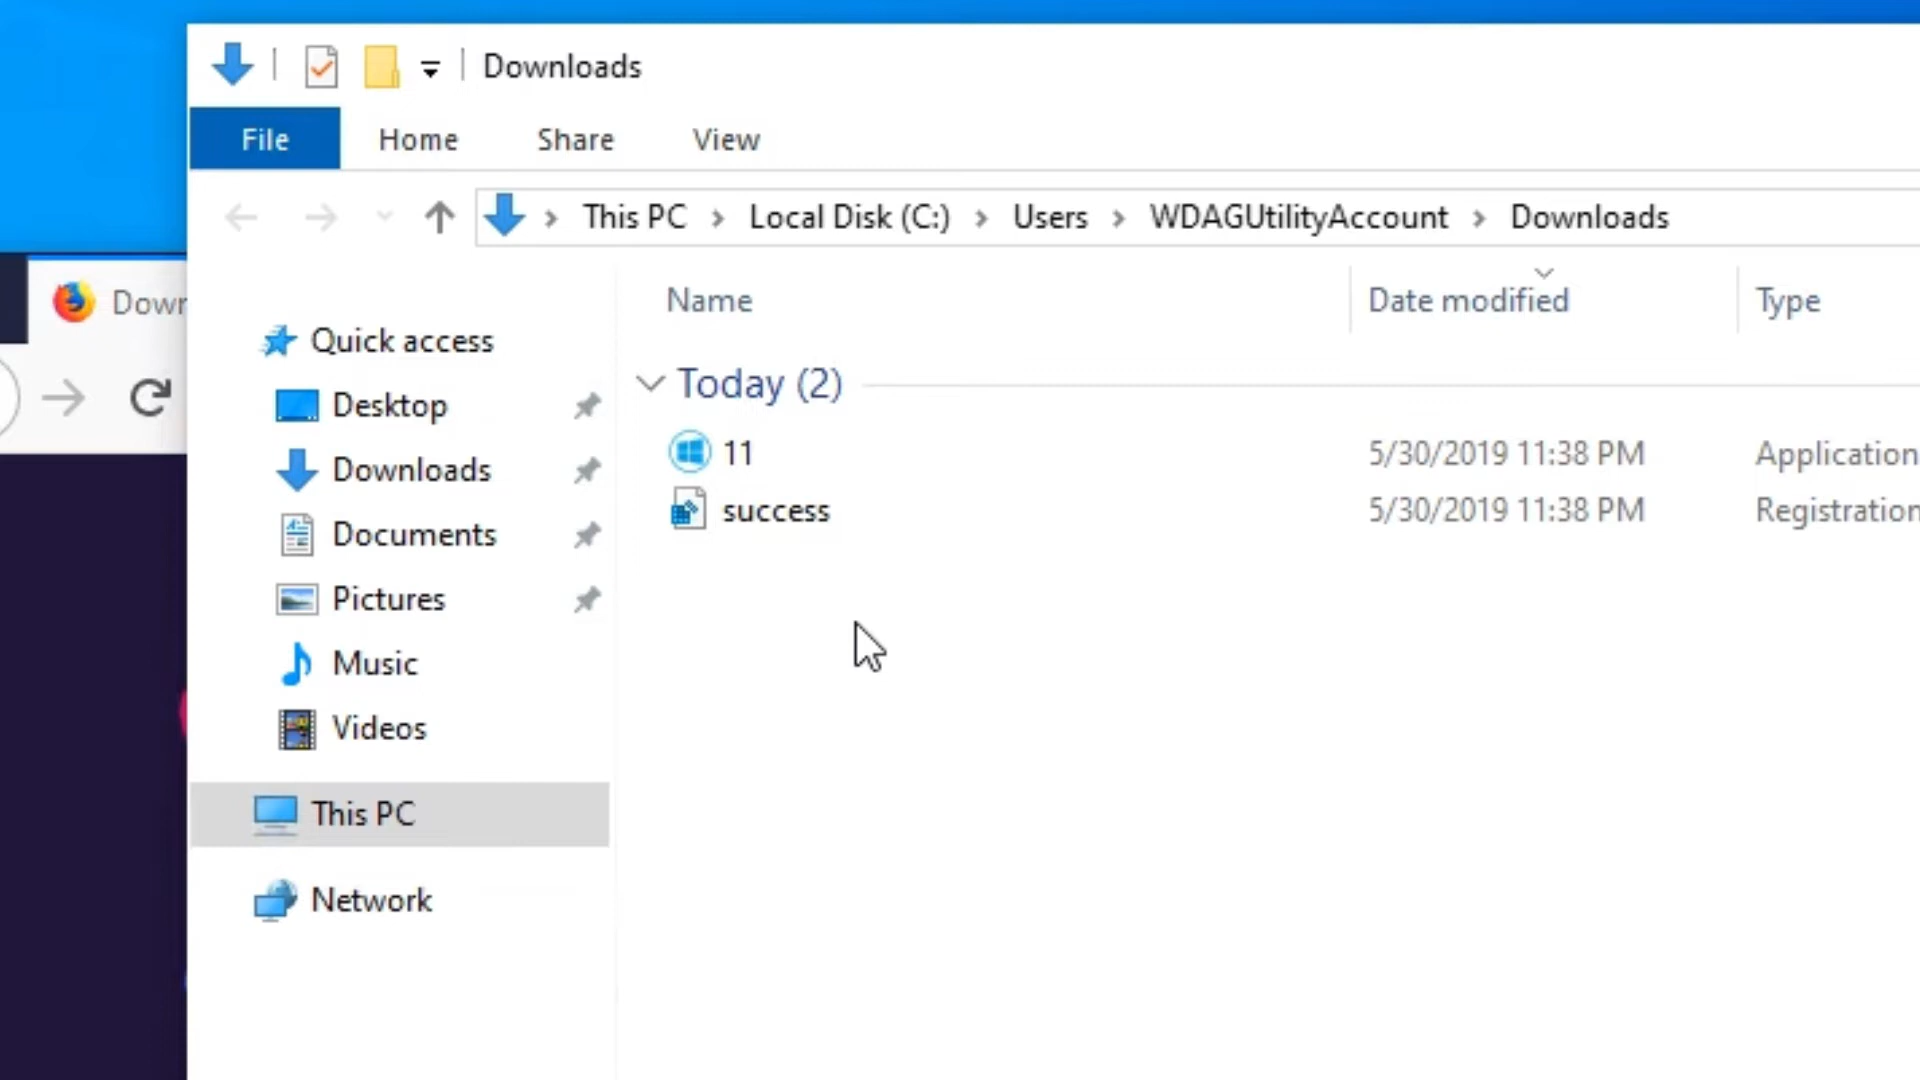 Downloads
File Home Share View
This PC Local Disk (C:) Users WDAGUtilityAccount Downloads
Down
Name Date modified Type
Quick access
Today (2)
Desktop
11 5/30/2019 11:38 PM Application
Downloads
success 5/30/2019 11:38 PM Registration
Documents
Pictures
Music
Videos
This PC
Network